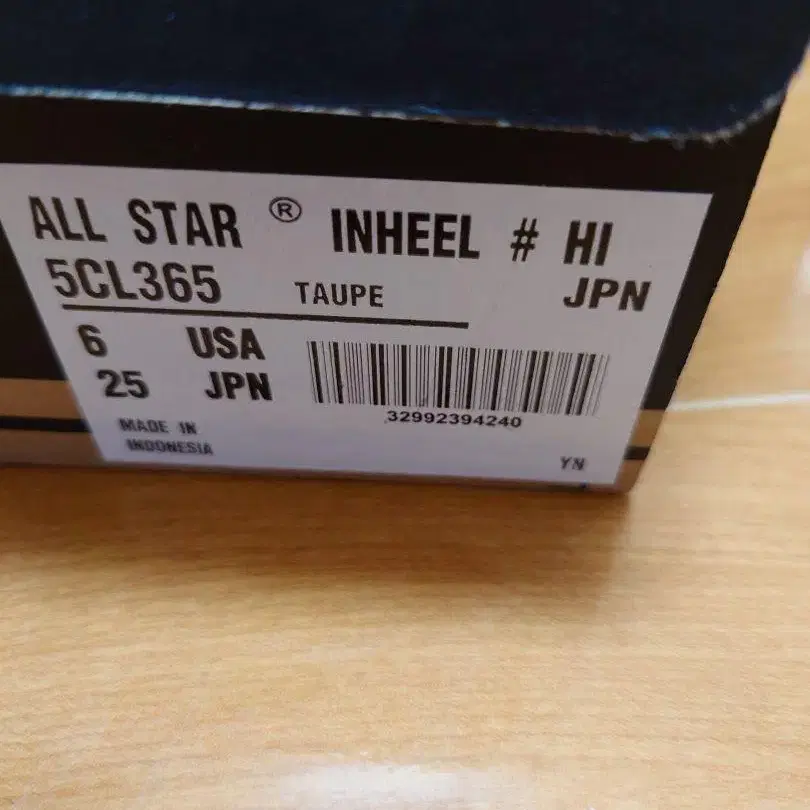 ALL STAR ® INHEEL # HI
5CL365 TAUPE JPN
6 USA
25 JPN
32992394240
MADE IN
INDONESIA
YN